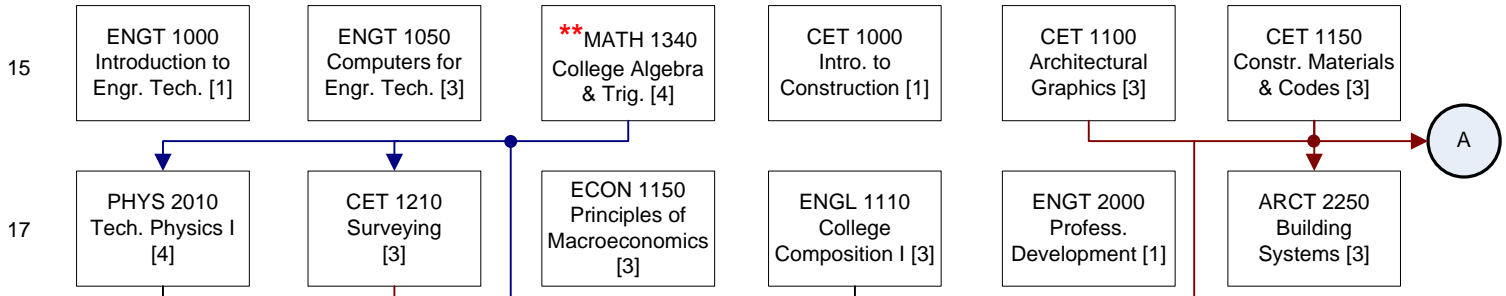 15
ENGT 1000
Introduction to
Engr. Tech. [1]
ENGT 1050
Computers for
Engr. Tech. [3]
**MATH 1340
College Algebra
& Trig. [4]
CET 1000
Intro. to
Construction [1]
CET 1100
Architectural
Graphics [3]
CET 1150
Constr. Materials
& Codes [3]
A
17
PHYS 2010
Tech. Physics I
[4]
CET 1210
Surveying
[3]
ECON 1150
Principles of
Macroeconomics
[3]
ENGL 1110
College
Composition I [3]
ENGT 2000
Profess.
Development [1]
ARCT 2250
Building
Systems [3]